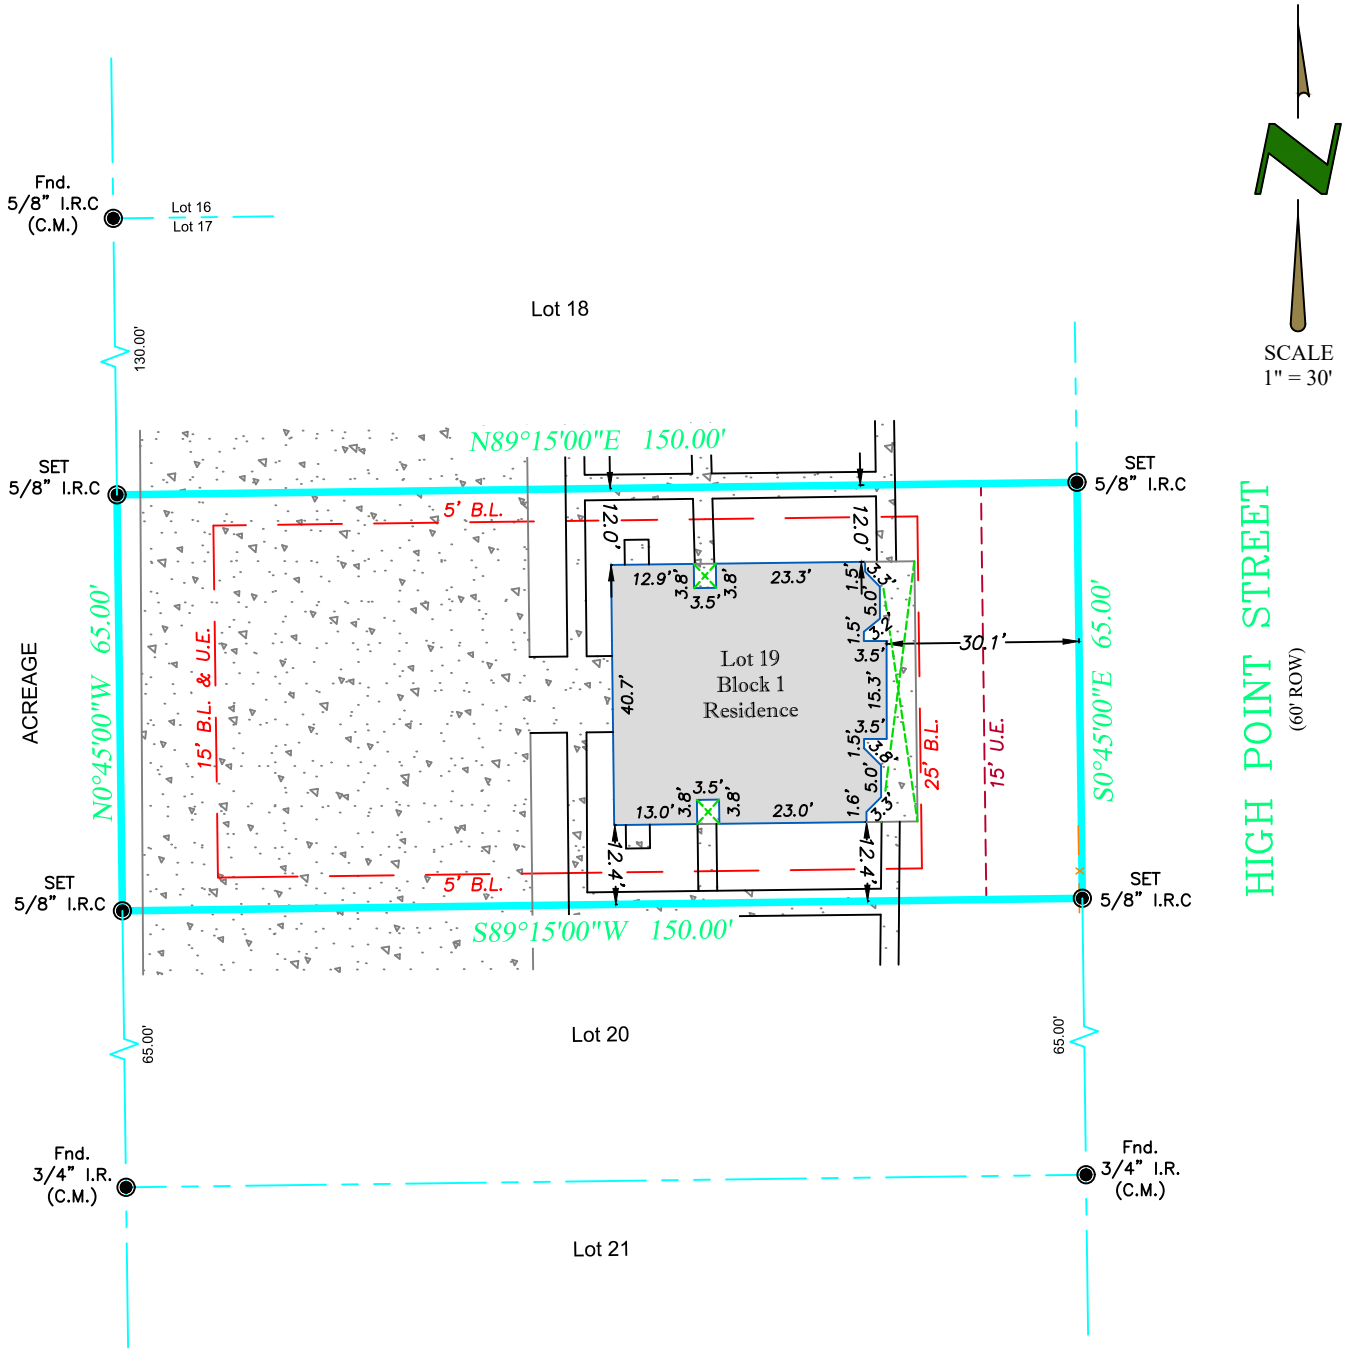 Fnd.
5/8" I.R.C
(C.M.)
Lot 16
Lot 17
Lot 18
130.00'
SCALE
1" = 30'
N89°15'00"E 150.00'
SET
5/8" I.R.C
SET
5/8" I.R.C
5' B.L.
12.0'
12.0'
12.9'
3.8'
3.5'
3.8'
23.3'
1.5'
3.3'
5.0'
3.2'
1.5'
3.5'
30.1'
15.3'
3.5'
1.5'
3.8'
5.0'
1.6'
3.3'
40.7'
Lot 19
Block 1
Residence
13.0'
3.8'
3.5'
3.8'
23.0'
12.4'
12.4'
ACREAGE
N0°45'00"W 65.00'
15' B.L. & U.E.
25' B.L.
15' U.E.
S0°45'00"E 65.00'
HIGH POINT STREET
(60' ROW)
5' B.L.
SET
5/8" I.R.C
SET
5/8" I.R.C
S89°15'00"W 150.00'
Lot 20
65.00'
65.00'
Fnd.
3/4" I.R.
(C.M.)
Fnd.
3/4" I.R.
(C.M.)
Lot 21